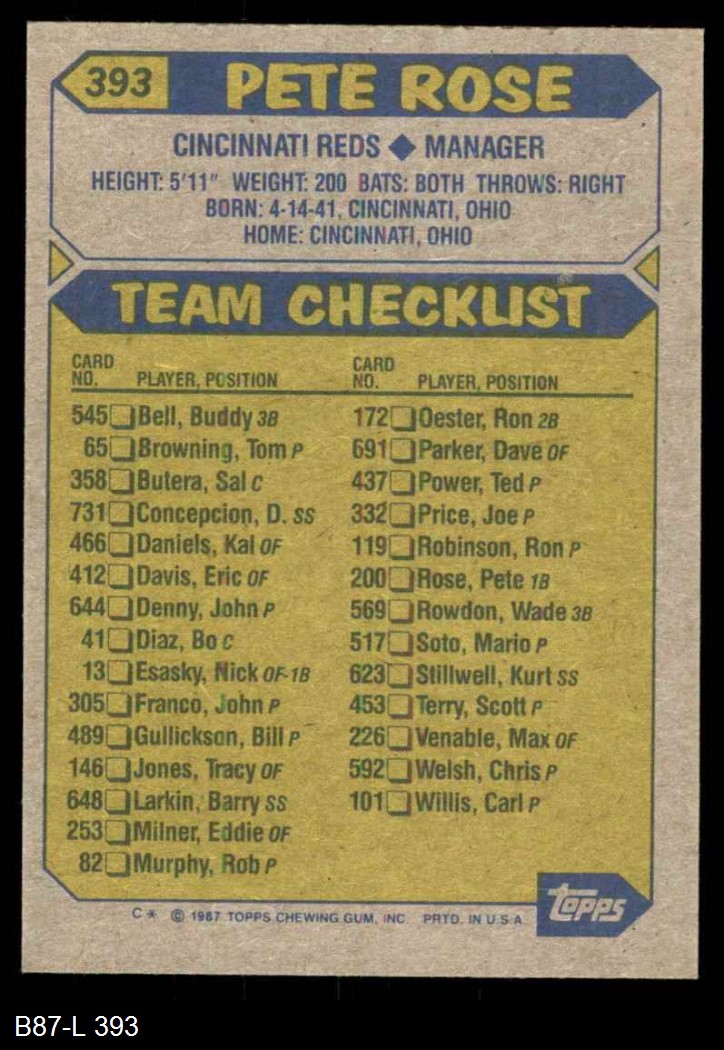 393 PETE ROSE
CINCINNATI REDS ◆ MANAGER
HEIGHT: 5'11" WEIGHT: 200 BATS: BOTH THROWS: RIGHT
BORN: 4-14-41, CINCINNATI, OHIO
HOME: CINCINNATI, OHIO
TEAM CHECKLIST
CARD NO. PLAYER, POSITION
545 Bell, Buddy 3B
65 Browning, Tom P
358 Butera, Sal C
731 Concepcion, D. SS
466 Daniels, Kal OF
412 Davis, Eric OF
644 Denny, John P
41 Diaz, Bo C
13 Esasky, Nick OF-1B
305 Franco, John P
489 Gullickson, Bill P
146 Jones, Tracy OF
648 Larkin, Barry SS
253 Milner, Eddie OF
82 Murphy, Rob P
CARD NO. PLAYER, POSITION
172 Oester, Ron 2B
691 Parker, Dave OF
437 Power, Ted P
332 Price, Joe P
119 Robinson, Ron P
200 Rose, Pete 1B
569 Rowdon, Wade 3B
517 Soto, Mario P
623 Stillwell, Kurt SS
453 Terry, Scott P
226 Venable, Max OF
592 Welsh, Chris P
101 Willis, Carl P
C* © 1987 TOPPS CHEWING GUM, INC. PRTD. IN U.S.A.
topps
B87-L 393